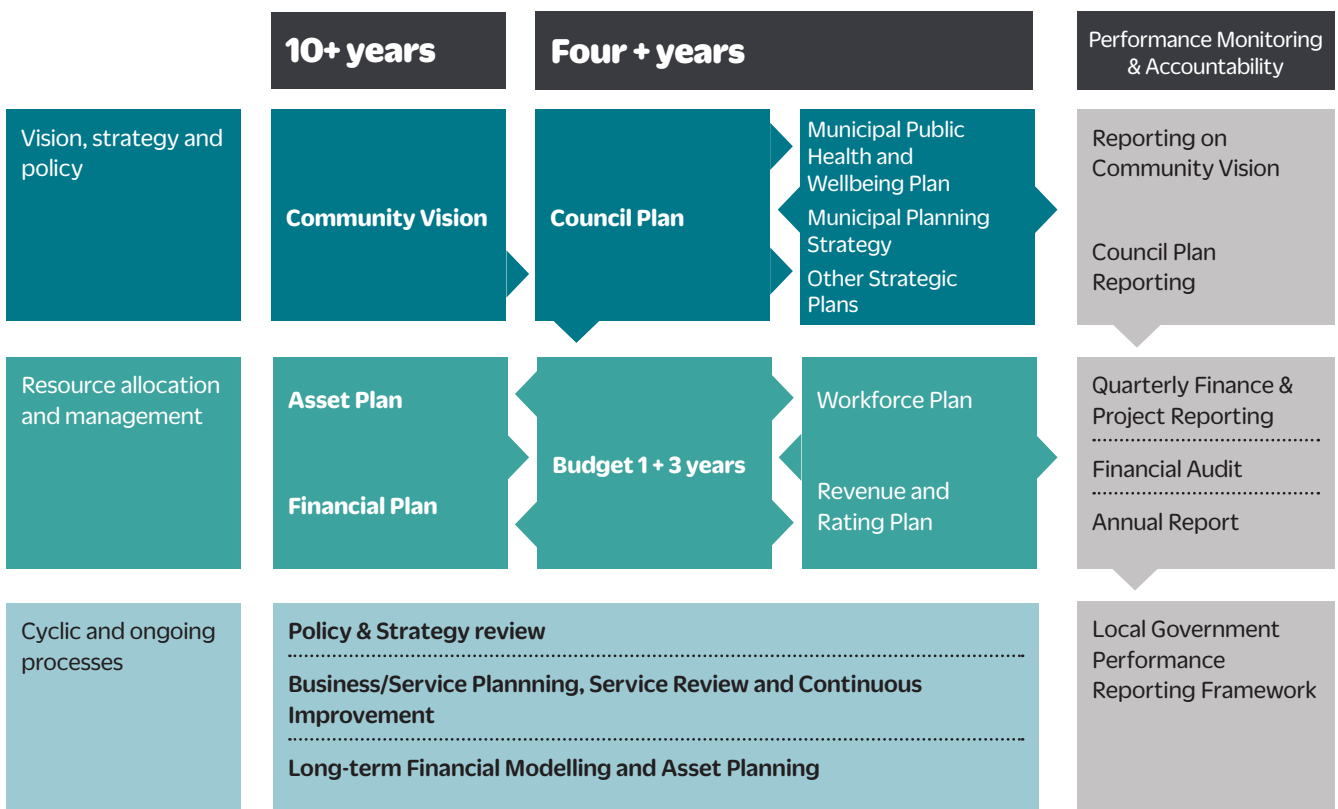 10+ years
Four + years
Performance Monitoring
& Accountability
Vision, strategy and
policy
Community Vision
Council Plan
Municipal Public
Health and
Wellbeing Plan
Municipal Planning
Strategy
Other Strategic
Plans
Reporting on
Community Vision
Council Plan
Reporting
Resource allocation
and management
Asset Plan
Financial Plan
Budget 1 + 3 years
Workforce Plan
Revenue and
Rating Plan
Quarterly Finance &
Project Reporting
Financial Audit
Annual Report
Cyclic and ongoing
processes
Policy & Strategy review
Business/Service Plannning, Service Review and Continuous
Improvement
Long-term Financial Modelling and Asset Planning
Local Government
Performance
Reporting Framework